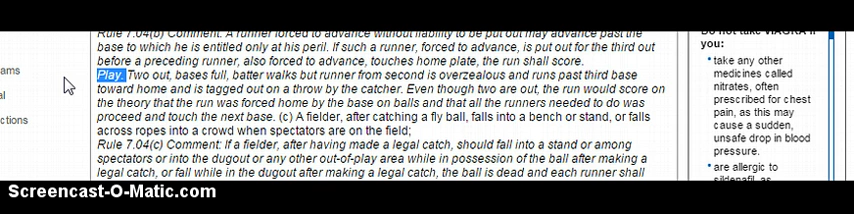 Rule 7.04(b) Comment: A runner forced to advance without liability to be put out may advance past the
base to which he is entitled only at his peril. If such a runner, forced to advance, is put out for the third out
before a preceding runner, also forced to advance, touches home plate, the run shall score.
Play. Two out, bases full, batter walks but runner from second is overzealous and runs past third base
toward home and is tagged out on a throw by the catcher. Even though two are out, the run would score on
the theory that the run was forced home by the base on balls and that all the runners needed to do was
proceed and touch the next base. (c) A fielder, after catching a fly ball, falls into a bench or stand, or falls
across ropes into a crowd when spectators are on the field;
Rule 7.04(c) Comment: If a fielder, after having made a legal catch, should fall into a stand or among
spectators or into the dugout or any other out-of-play area while in possession of the ball after making a
legal catch, or fall while in the dugout after making a legal catch, the ball is dead and each runner shall
ams
al
ctions
Do not take VIAGRA if
you:
• take any other
medicines called
nitrates, often
prescribed for chest
pain, as this may
cause a sudden,
unsafe drop in blood
pressure.
• are allergic to
sildenafil, as
Screencast-O-Matic.com